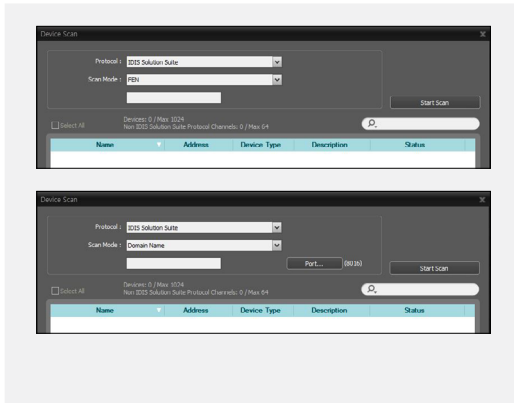 Device Scan
Protocol : IDIS Solution Suite
Scan Mode : FEN
Start Scan
Select All
Devices: 0 / Max 1024
Non IDIS Solution Suite Protocol Channels: 0 / Max 64
Name Address Device Type Description Status
Device Scan
Protocol : IDIS Solution Suite
Scan Mode : Domain Name
Port... (8016)
Start Scan
Select All
Devices: 0 / Max 1024
Non IDIS Solution Suite Protocol Channels: 0 / Max 64
Name Address Device Type Description Status